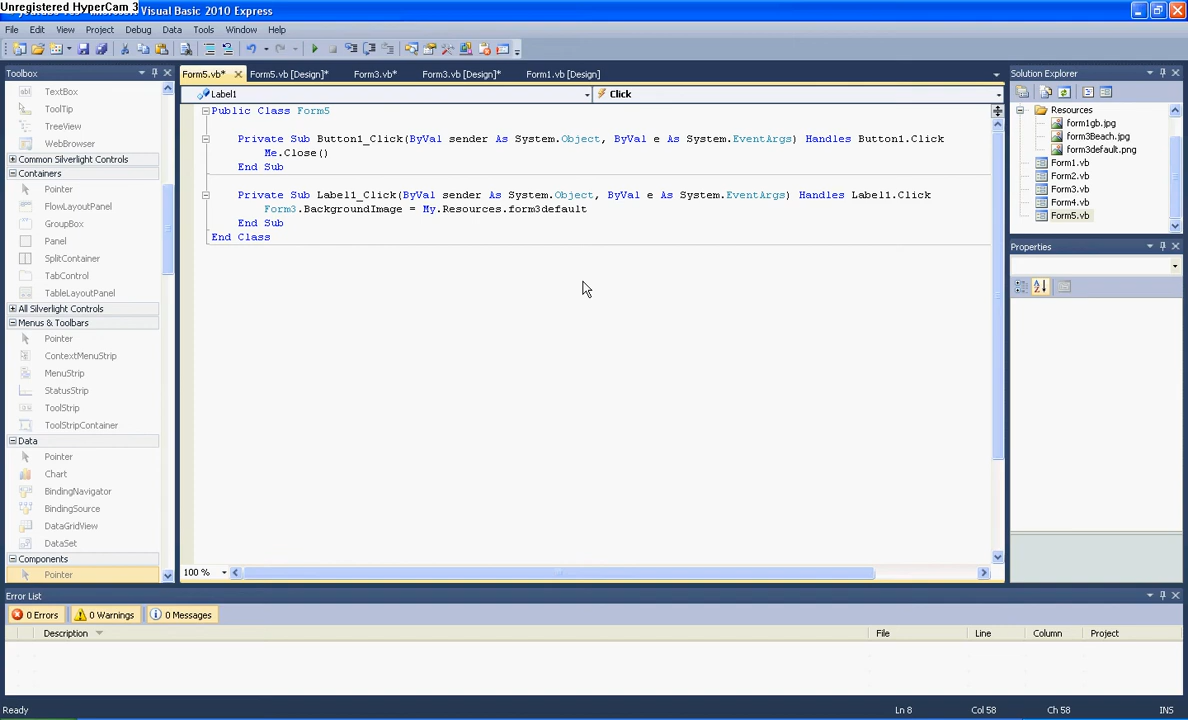 Unregistered HyperCam 3
Microsoft Visual Basic 2010 Express
File Edit View Project Debug Data Tools Window Help
Toolbox
TextBox
ToolTip
TreeView
WebBrowser
Common Silverlight Controls
Containers
Pointer
FlowLayoutPanel
GroupBox
Panel
SplitContainer
TabControl
TableLayoutPanel
All Silverlight Controls
Menus & Toolbars
Pointer
ContextMenuStrip
MenuStrip
StatusStrip
ToolStrip
ToolStripContainer
Data
Pointer
Chart
BindingNavigator
BindingSource
DataGridView
DataSet
Components
Pointer
Form5.vb* Form5.vb [Design]* Form3.vb* Form3.vb [Design]* Form1.vb [Design]
Label1 Click
Public Class Form5
Private Sub Button1_Click(ByVal sender As System.Object, ByVal e As System.EventArgs) Handles Button1.Click
Me.Close()
End Sub
Private Sub Label1_Click(ByVal sender As System.Object, ByVal e As System.EventArgs) Handles Label1.Click
Form3.BackgroundImage = My.Resources.form3default
End Sub
End Class
100 %
Solution Explorer
Resources
form1gb.jpg
form3Beach.jpg
form3default.png
Form1.vb
Form2.vb
Form3.vb
Form4.vb
Form5.vb
Properties
Error List
0 Errors 0 Warnings 0 Messages
Description File Line Column Project
Ready Ln 8 Col 58 Ch 58 INS